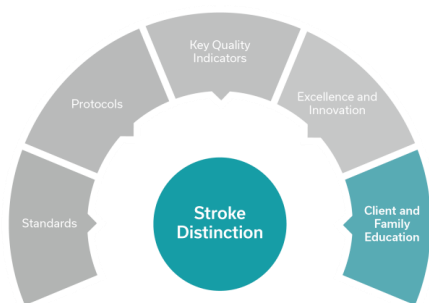 Key Quality
Indicators
Protocols
Excellence and
Innovation
Standards
Stroke
Distinction
Client and
Family
Education